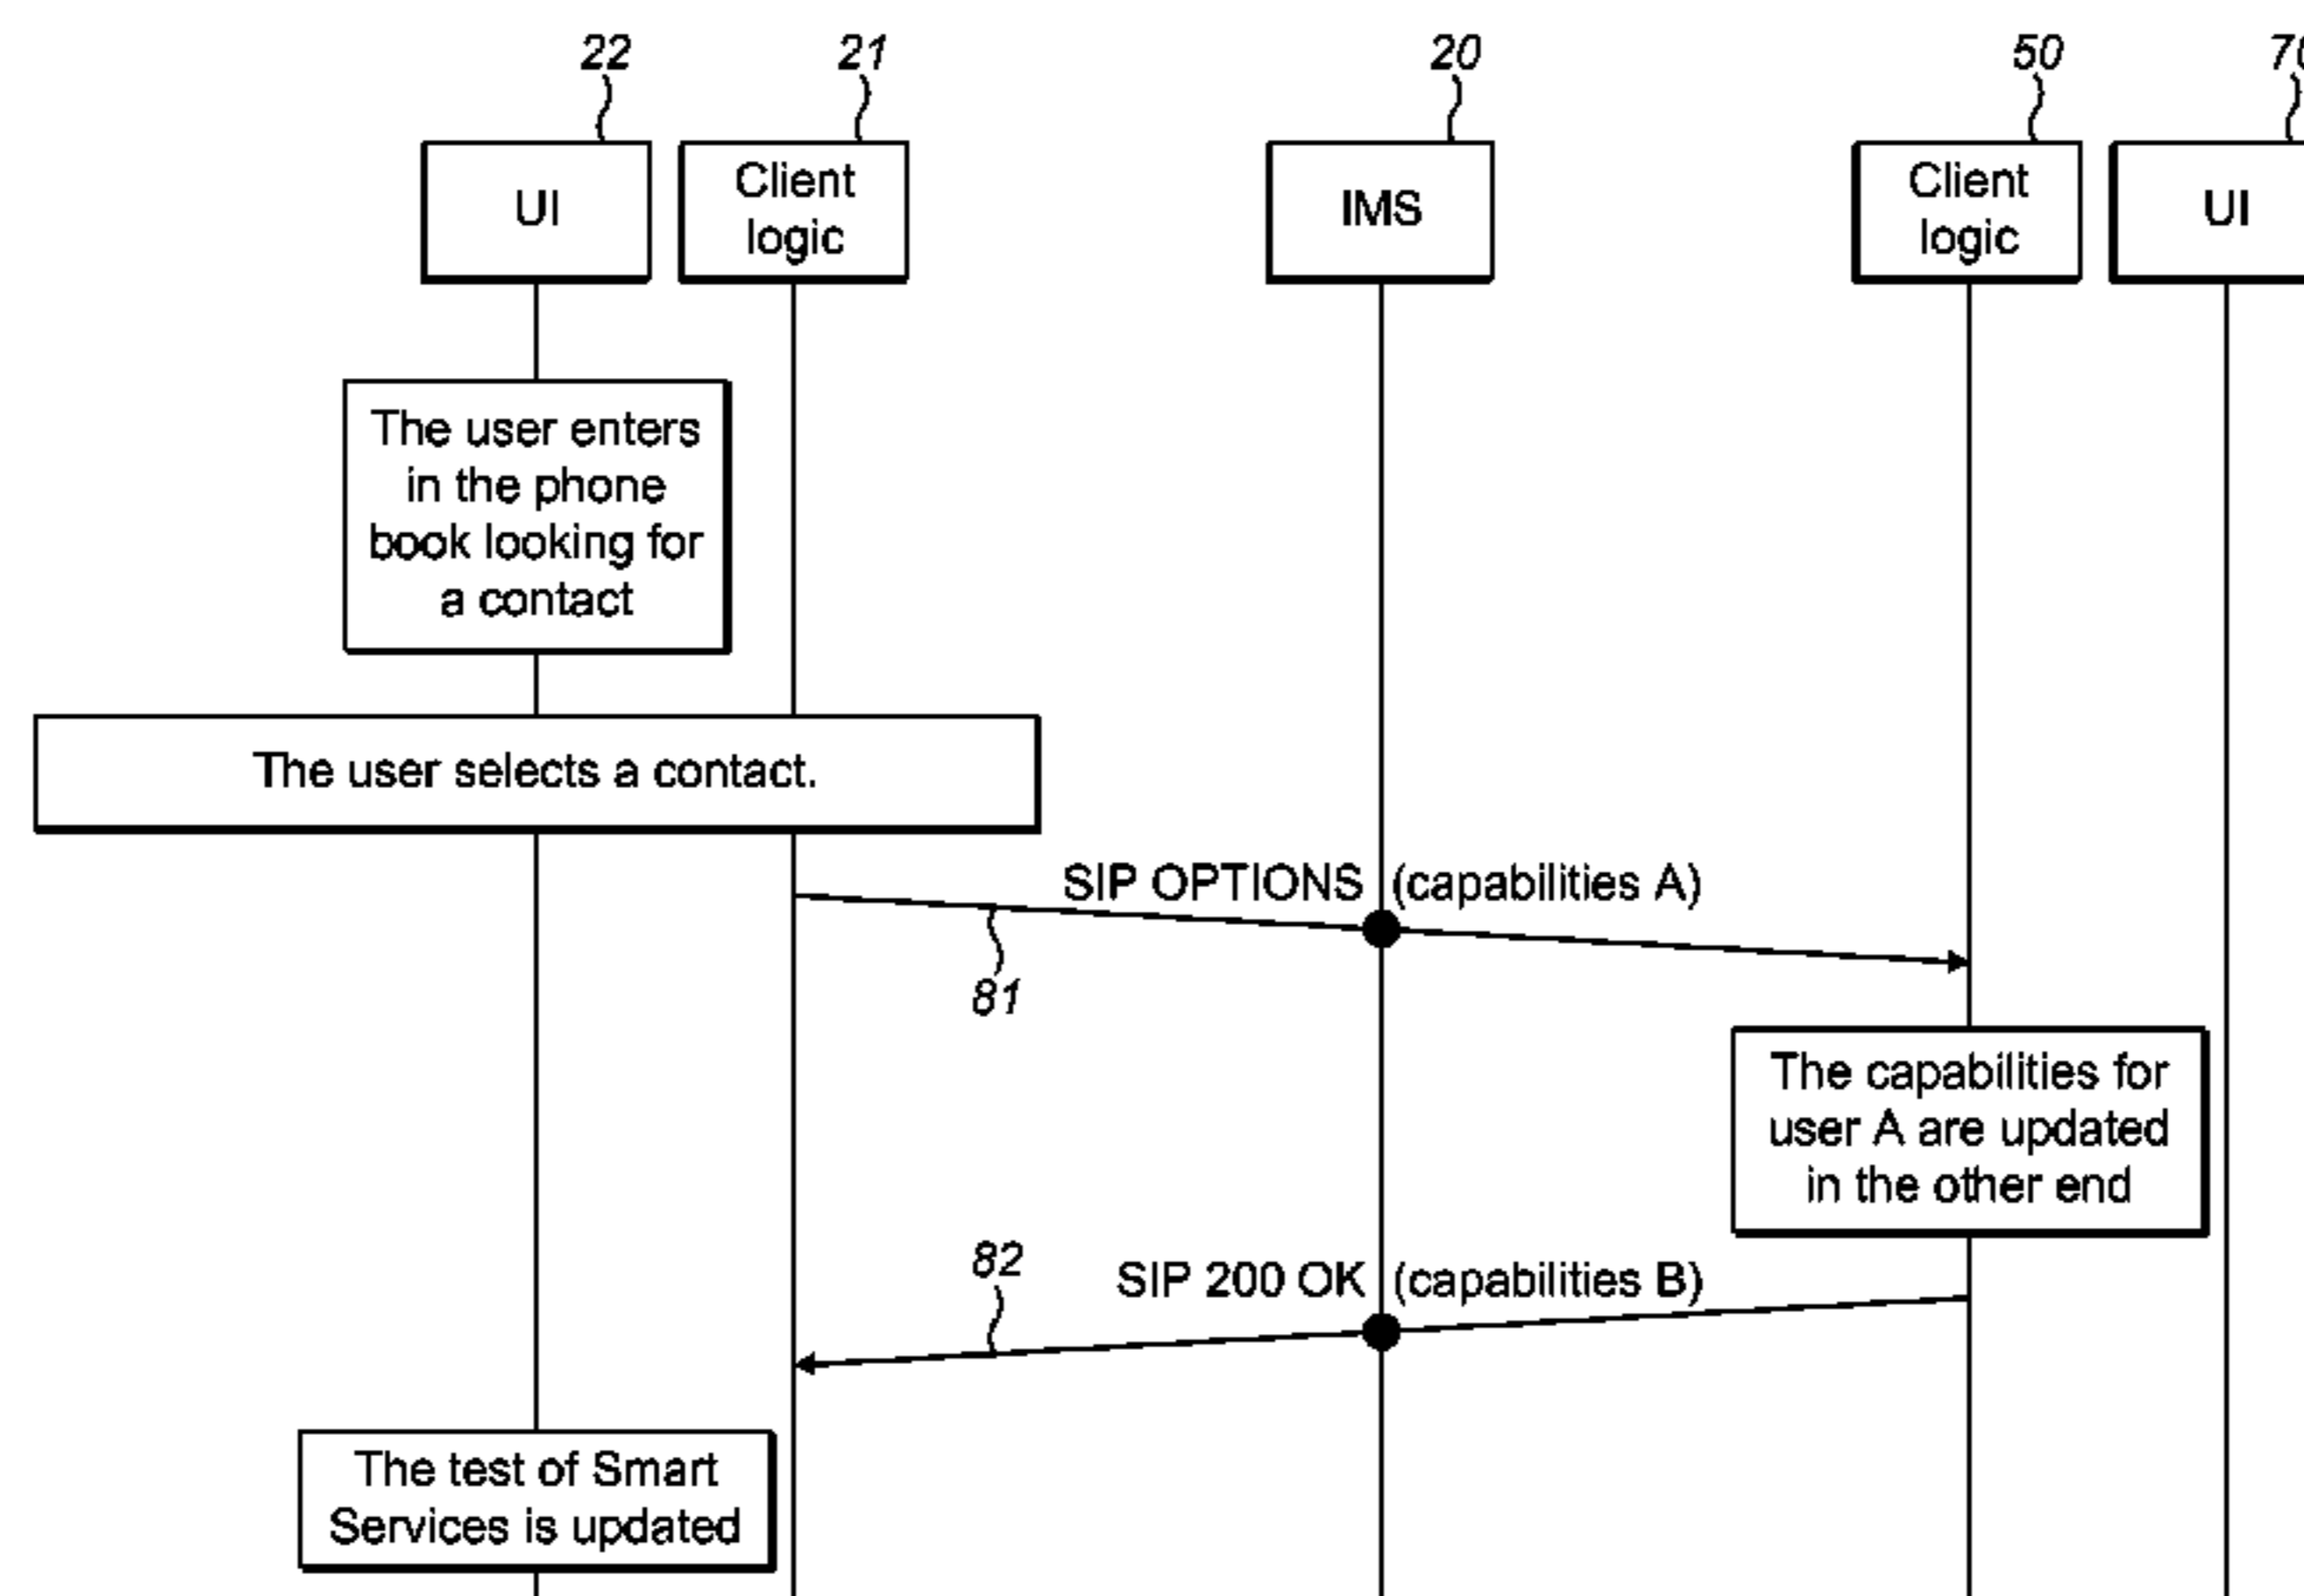 22
21
20
50
UI
Client
logic
IMS
Client
logic
UI
The user enters
in the phone
book looking for
a contact
The user selects a contact.
SIP OPTIONS (capabilities A)
81
The capabilities for
user A are updated
in the other end
82
SIP 200 OK (capabilities B)
The test of Smart
Services is updated